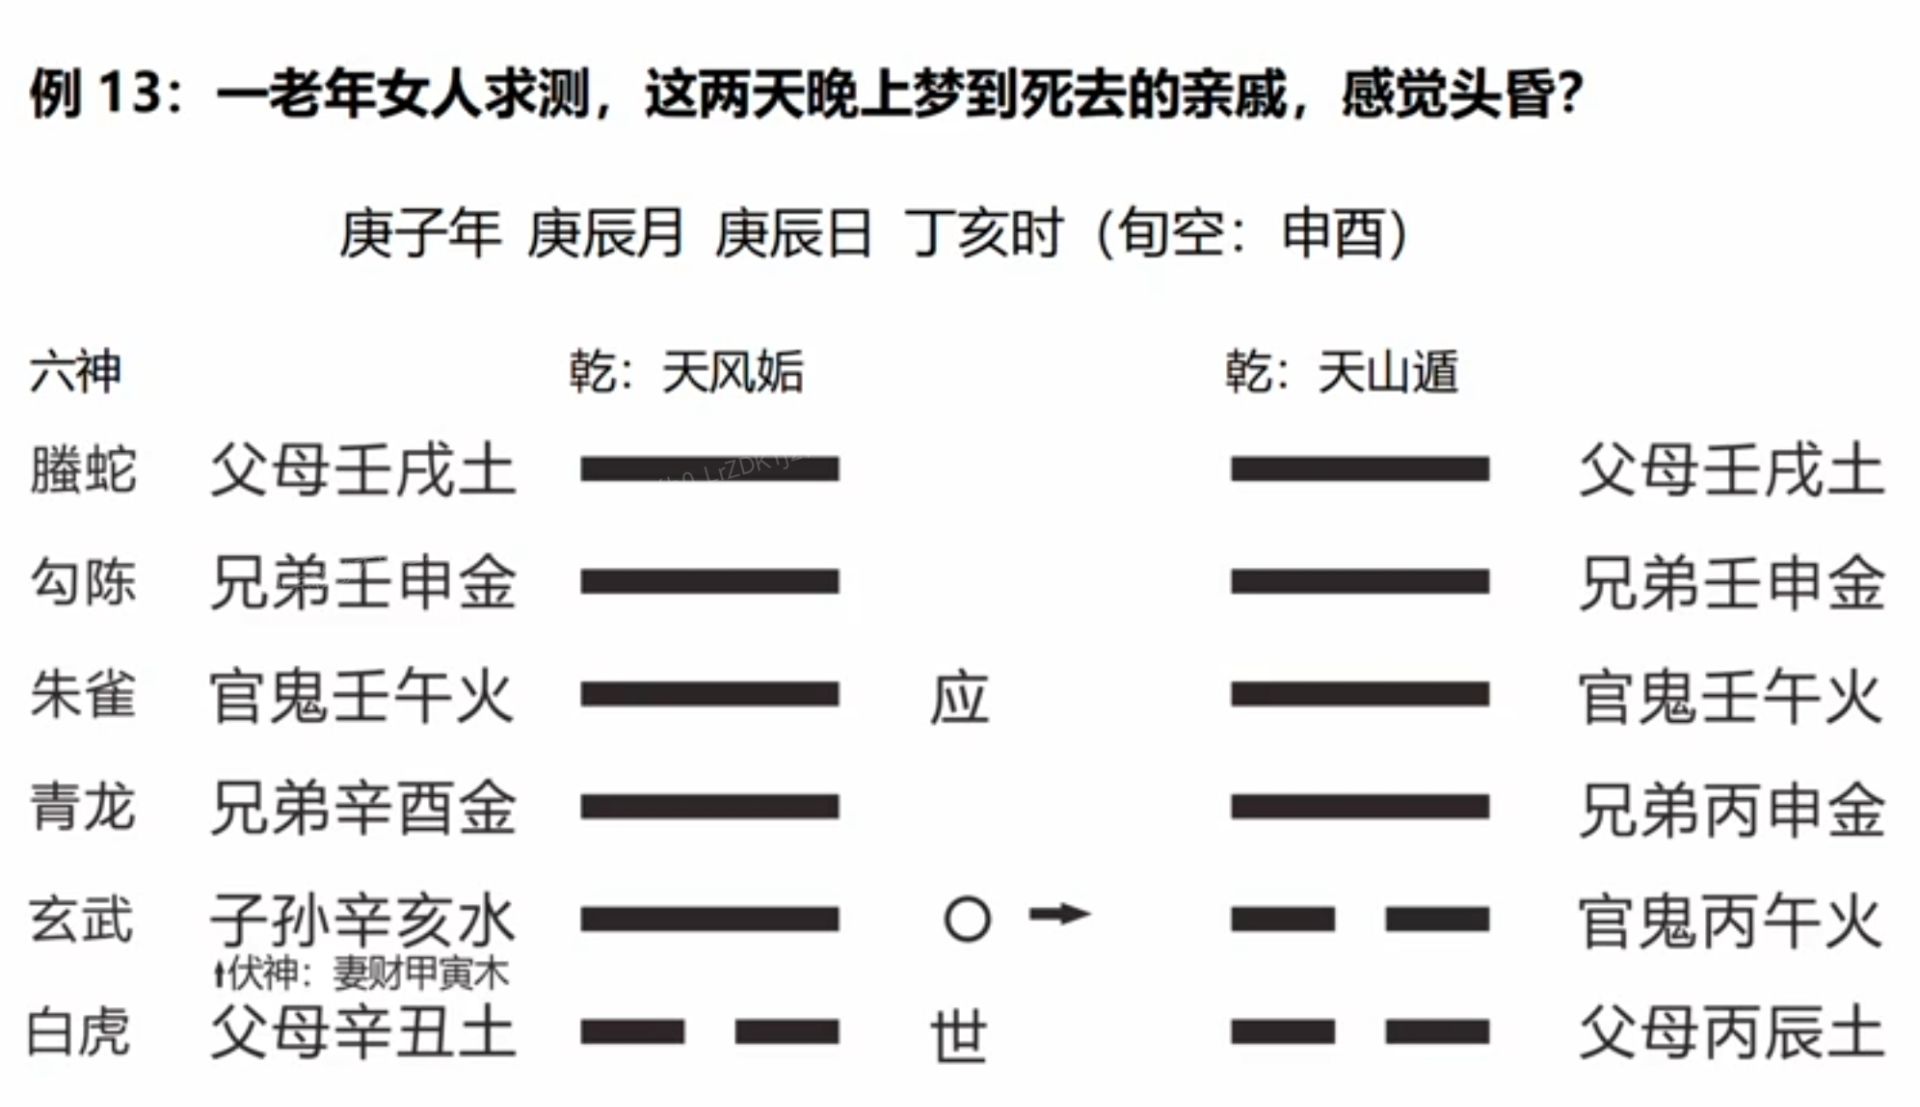 例 13：一老年女人求测，这两天晚上梦到死去的亲戚，感觉头昏？
庚子年 庚辰月 庚辰日 丁亥时（旬空：申酉）
六神 乾：天风姤 乾：天山遁
螣蛇 父母壬戌土 父母壬戌土
勾陈 兄弟壬申金 兄弟壬申金
朱雀 官鬼壬午火 应 官鬼壬午火
青龙 兄弟辛酉金 兄弟丙申金
玄武 子孙辛亥水 官鬼丙午火
伏神：妻财甲寅木
白虎 父母辛丑土 世 父母丙辰土